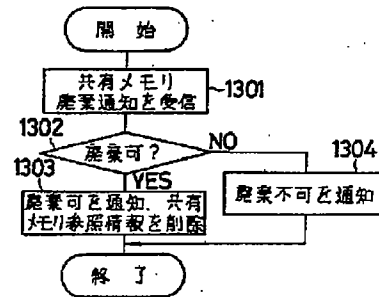 開始
共有メモリ
廃棄通知を受信
1301
1302
廃棄可?
NO
1304
1303
YES
廃棄可を通知、共有
メモリ参照情報を削除
廃棄不可を通知
終了